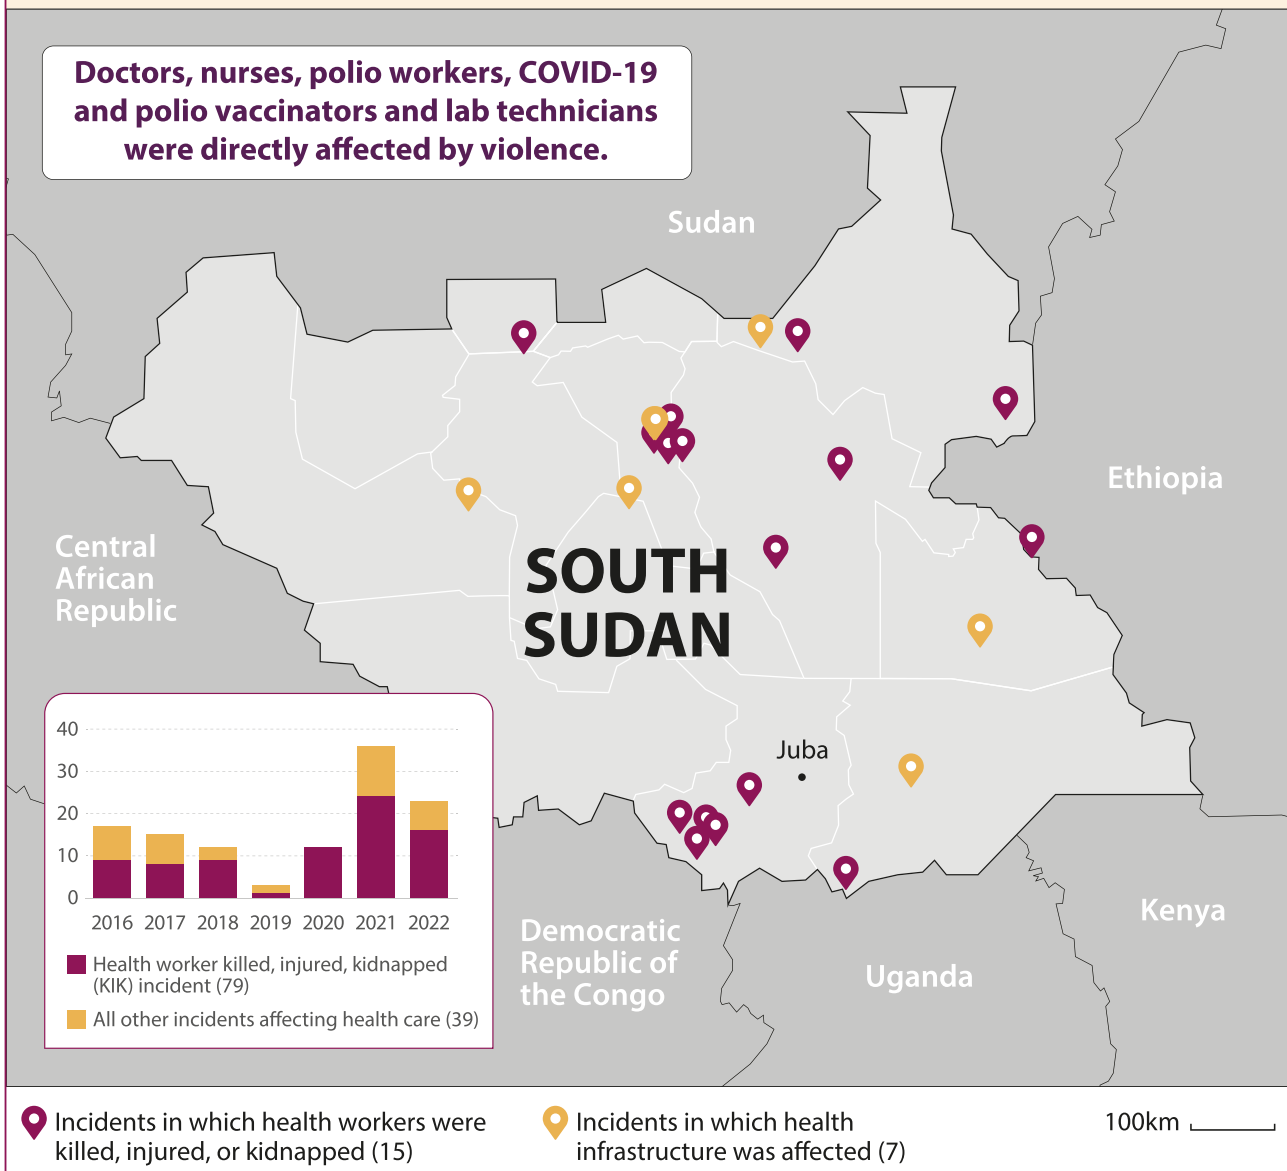 Doctors, nurses, polio workers, COVID-19
and polio vaccinators and lab technicians
were directly affected by violence.
Sudan
Ethiopia
Central
African
Republic
SOUTH
SUDAN
Juba
Democratic
Republic of
the Congo
Uganda
Kenya
40
30
20
10
0
2016 2017 2018 2019 2020 2021 2022
Health worker killed, injured, kidnapped
(KIK) incident (79)
All other incidents affecting health care (39)
Incidents in which health workers were
killed, injured, or kidnapped (15)
Incidents in which health
infrastructure was affected (7)
100km